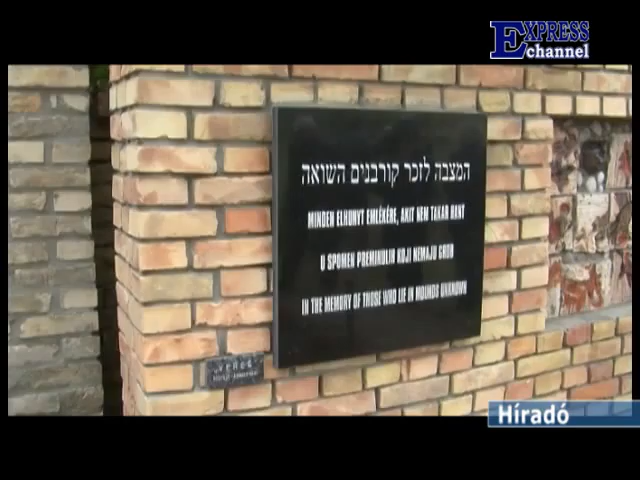 EXPRESS
channel
המצבה לזכר קורבנים השואה
MINDEN ELHUNYT EMLÉKÉRE, AKIT NEM TAKAR HANT
U SPOMEN PREMINULIH KOJI NEMAJU GROB
IN THE MEMORY OF THOSE WHO LIE IN MOUNDS UNKNOWN
Híradó